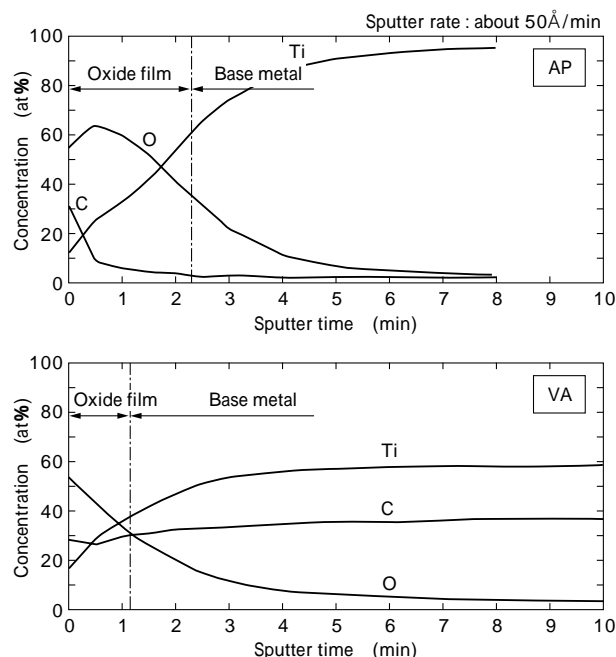 Sputter rate : about 50Å/min
100
80
60
40
20
0
Concentration (at%)
Oxide film
Base metal
Ti
AP
O
C
0 1 2 3 4 5 6 7 8 9 10
Sputter time (min)
100
80
60
40
20
0
Concentration (at%)
Oxide film
Base metal
VA
Ti
C
O
0 1 2 3 4 5 6 7 8 9 10
Sputter time (min)